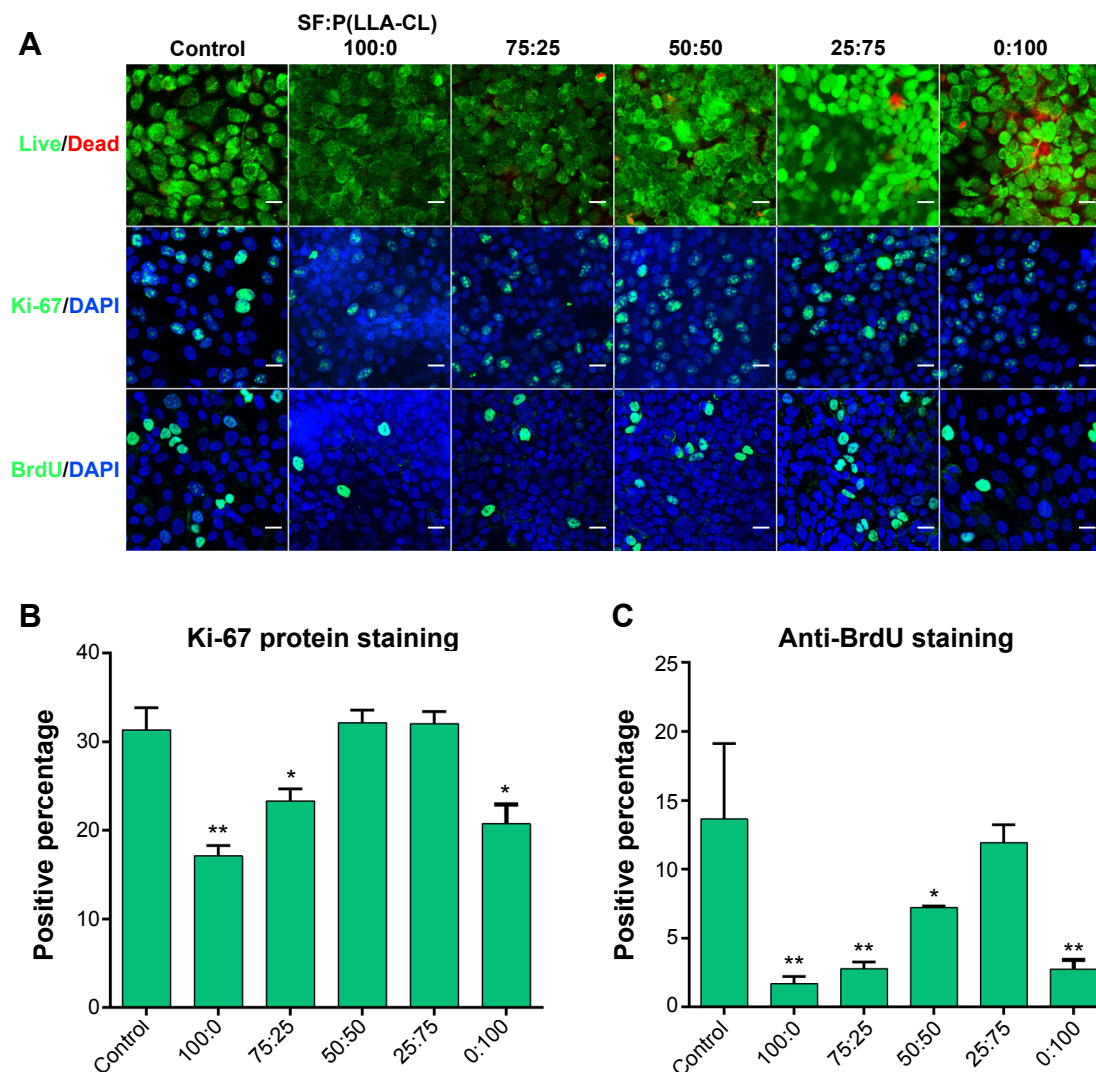 A
SF:P(LLA-CL)
Control 100:0 75:25 50:50 25:75 0:100
Live/Dead
Ki-67/DAPI
BrdU/DAPI
B
Ki-67 protein staining
Positive percentage
40
30
20
10
0
**
*
*
Control 100:0 75:25 50:50 25:75 0:100
C
Anti-BrdU staining
Positive percentage
25
20
15
10
5
0
**
**
*
**
Control 100:0 75:25 50:50 25:75 0:100